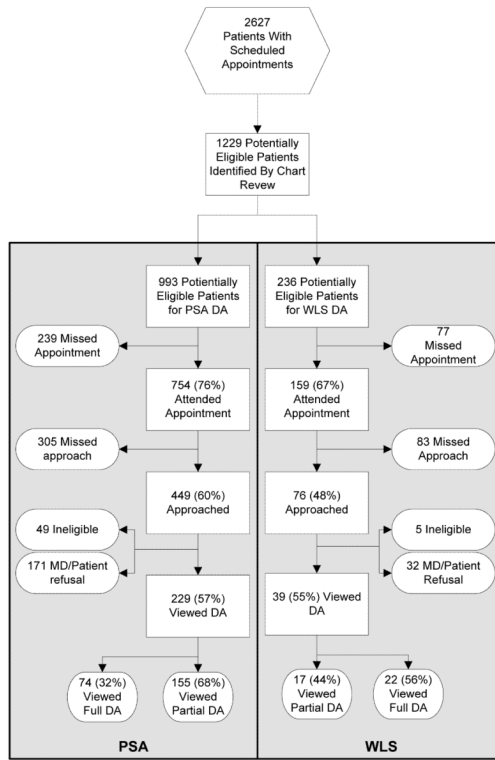 2627
Patients With
Scheduled
Appointments
1229 Potentially
Eligible Patients
Identified By Chart
Revew
993 Potentially
Eligible Patients
for PSA DA
236 Potentially
Eligible Patients
for WLS DA
239 Missed
Appointment
77
Missed
Appointment
754 (76%)
Attended
Appointment
159 (67%)
Attended
Appointment
305 Missed
approach
83 Missed
Approach
449 (60%)
Approached
76 (48%)
Approached
49 Ineligible
5 Ineligible
171 MD/Patient
refusal
32 MD/Patient
Refusal
229 (57%)
Viewed DA
39 (55%) Viewed
DA
74 (32%)
Viewed
Full DA
155 (68%)
Viewed
Partial DA
17 (44%)
Viewed
Partial DA
22 (56%)
Viewed
Full DA
PSA
WLS